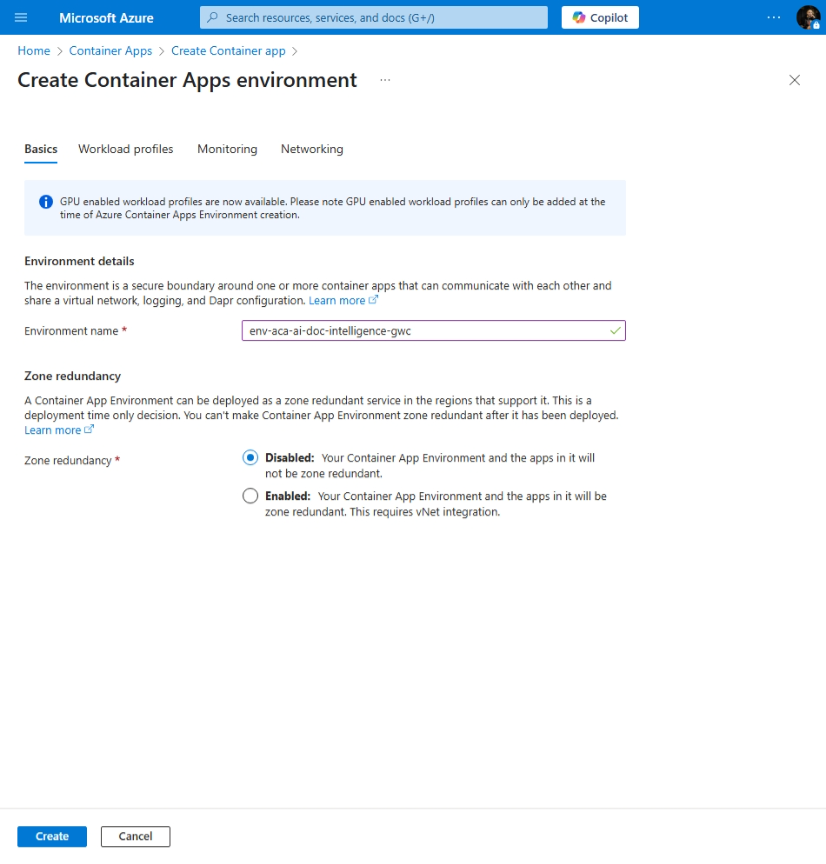 Microsoft Azure
Search resources, services, and docs (G+/)
Copilot
Home > Container Apps > Create Container app >
Create Container Apps environment
Basics Workload profiles Monitoring Networking
GPU enabled workload profiles are now available. Please note GPU enabled workload profiles can only be added at the
time of Azure Container Apps Environment creation.
Environment details
The environment is a secure boundary around one or more container apps that can communicate with each other and
share a virtual network, logging, and Dapr configuration. Learn more
Environment name *
env-aca-ai-doc-intelligence-gwc
Zone redundancy
A Container App Environment can be deployed as a zone redundant service in the regions that support it. This is a
deployment time only decision. You can't make Container App Environment zone redundant after it has been deployed.
Learn more
Zone redundancy *
Disabled: Your Container App Environment and the apps in it will
not be zone redundant.
Enabled: Your Container App Environment and the apps in it will be
zone redundant. This requires vNet integration.
Create
Cancel